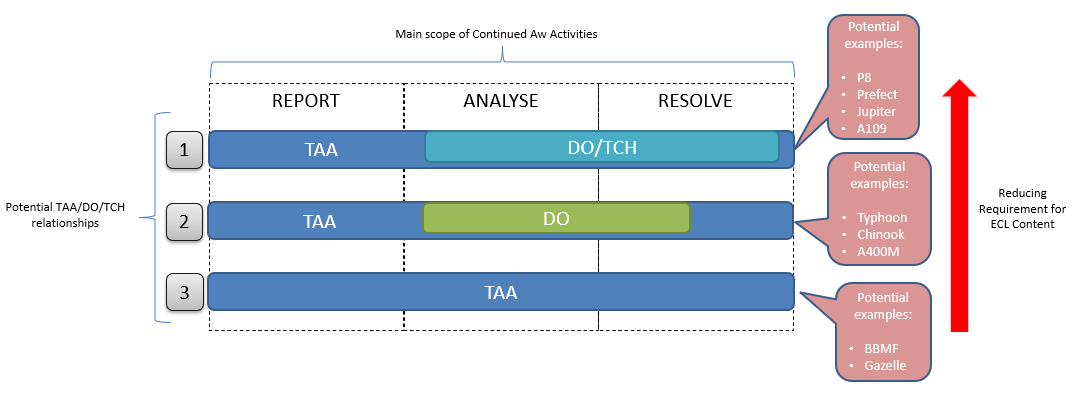 Main scope of Continued Aw Activities
REPORT
ANALYSE
RESOLVE
Potential TAA/DO/TCH
relationships
1
TAA
DO/TCH
2
TAA
DO
3
TAA
Potential
examples:
• P8
• Prefect
• Jupiter
• A109
Potential
examples:
• Typhoon
• Chinook
• A400M
Potential
examples:
• BBMF
• Gazelle
Reducing
Requirement for
ECL Content